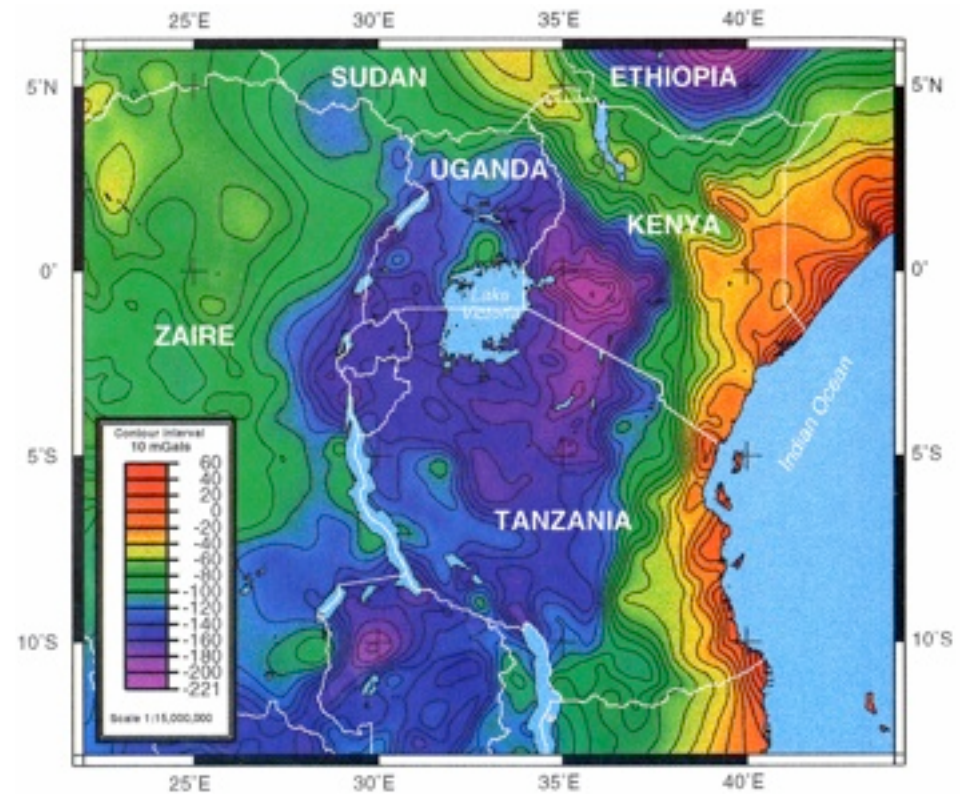 25°E 30°E 35°E 40°E
SUDAN ETHIOPIA
5°N 5°N
UGANDA
KENYA
0° 0°
Lake
Victoria
ZAIRE
Indian Ocean
Contour interval
10 mGals
60
40
20
0
-20
-40
-60
-80
-100
-120
-140
-160
-180
-200
-221
Scale 1:15,000,000
5°S 5°S
TANZANIA
10°S 10°S
25°E 30°E 35°E 40°E